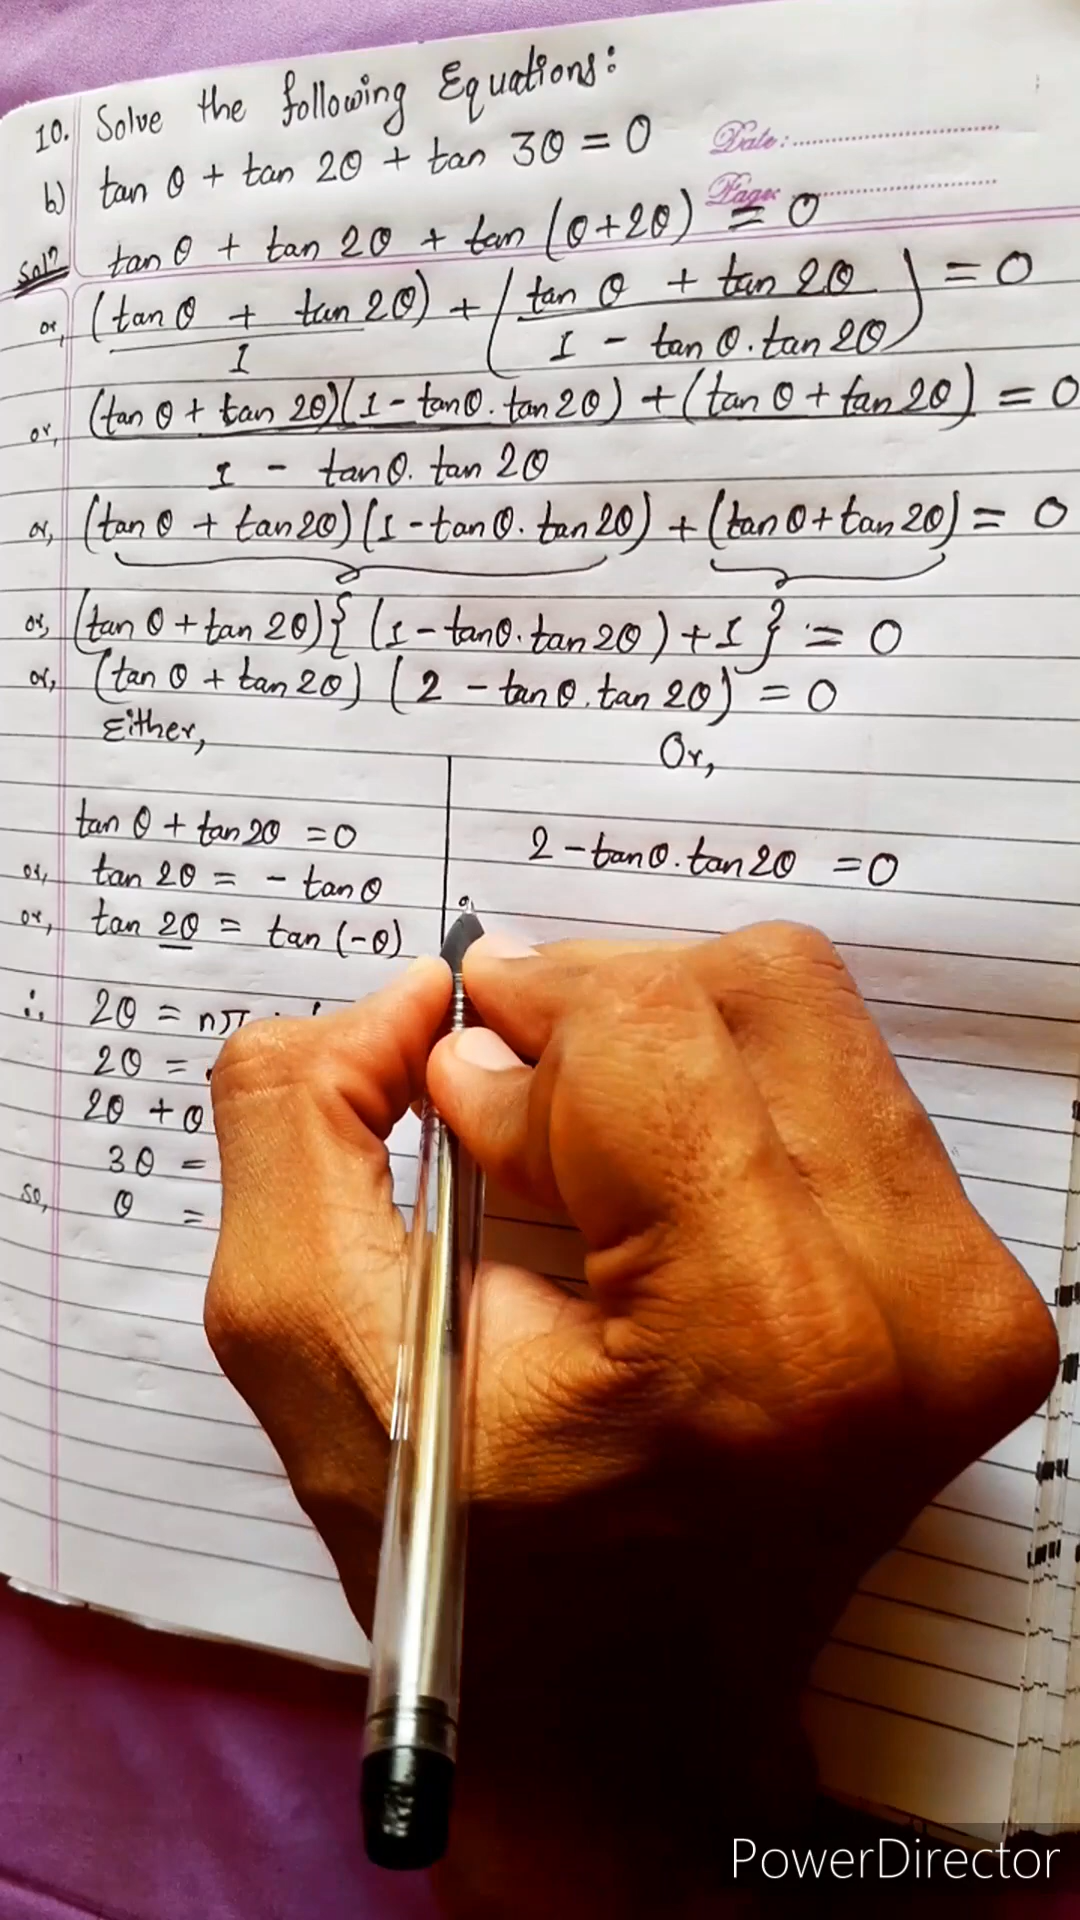 10. Solve the following Equations:
b) tan θ + tan 2θ + tan 3θ = 0
Date:
Page:
Solⁿ tan θ + tan 2θ + tan (θ+2θ) = 0
or, (tan θ + tan 2θ)/1 + (tan θ + tan 2θ / 1 - tan θ . tan 2θ) = 0
or, (tan θ + tan 2θ)(1 - tan θ . tan 2θ) + (tan θ + tan 2θ) = 0
1 - tan θ . tan 2θ
or, (tan θ + tan 2θ)(1 - tan θ . tan 2θ) + (tan θ + tan 2θ) = 0
or, (tan θ + tan 2θ){(1 - tan θ . tan 2θ) + 1} = 0
or, (tan θ + tan 2θ) (2 - tan θ . tan 2θ) = 0
Either,
tan θ + tan 2θ = 0
or, tan 2θ = - tan θ
or, tan 2θ = tan (-θ)
∴ 2θ = nπ
2θ =
2θ + θ
3θ =
so, θ =
Or,
2 - tan θ . tan 2θ = 0
PowerDirector